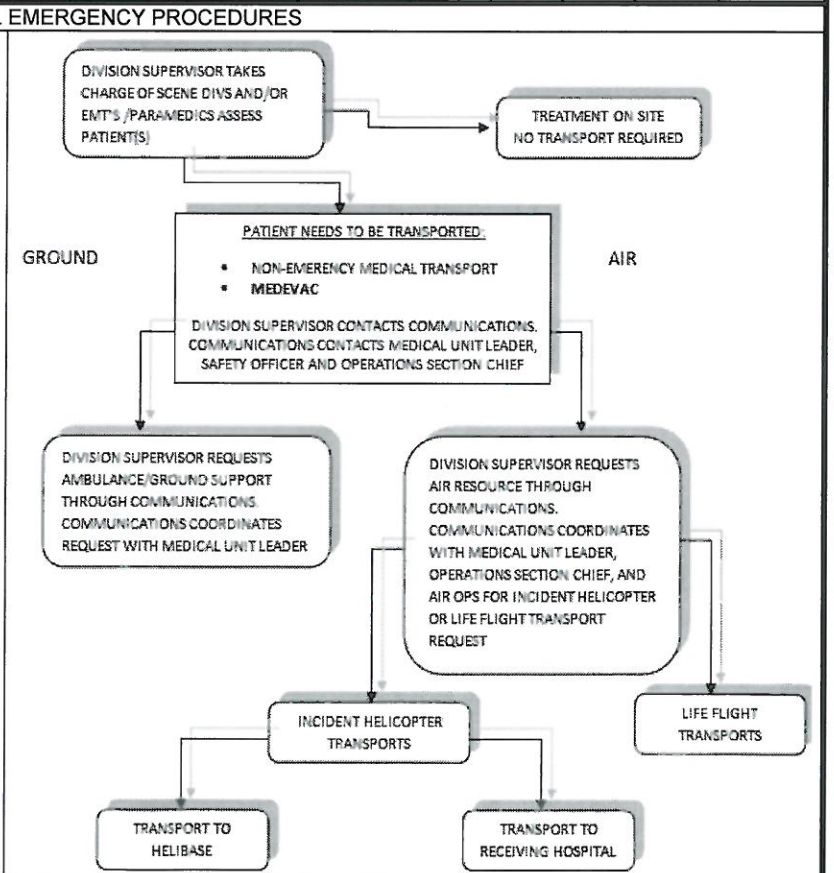 . EMERGENCY PROCEDURES
DIVISION SUPERVISOR TAKES
CHARGE OF SCENE DIVS AND/OR
EMT'S /PARAMEDICS ASSESS
PATIENT(S)
TREATMENT ON SITE
NO TRANSPORT REQUIRED
PATIENT NEEDS TO BE TRANSPORTED:
GROUND
AIR
• NON-EMERENCY MEDICAL TRANSPORT
• MEDEVAC
DIVISION SUPERVISOR CONTACTS COMMUNICATIONS.
COMMUNICATIONS CONTACTS MEDICAL UNIT LEADER,
SAFETY OFFICER AND OPERATIONS SECTION CHIEF
DIVISION SUPERVISOR REQUESTS
AMBULANCE/GROUND SUPPORT
THROUGH COMMUNICATIONS.
COMMUNICATIONS COORDINATES
REQUEST WITH MEDICAL UNIT LEADER
DIVISION SUPERVISOR REQUESTS
AIR RESOURCE THROUGH
COMMUNICATIONS.
COMMUNICATIONS COORDINATES
WITH MEDICAL UNIT LEADER,
OPERATIONS SECTION CHIEF, AND
AIR OPS FOR INCIDENT HELICOPTER
OR LIFE FLIGHT TRANSPORT
REQUEST
INCIDENT HELICOPTER
TRANSPORTS
LIFE FLIGHT
TRANSPORTS
TRANSPORT TO
HELIBASE
TRANSPORT TO
RECEIVING HOSPITAL